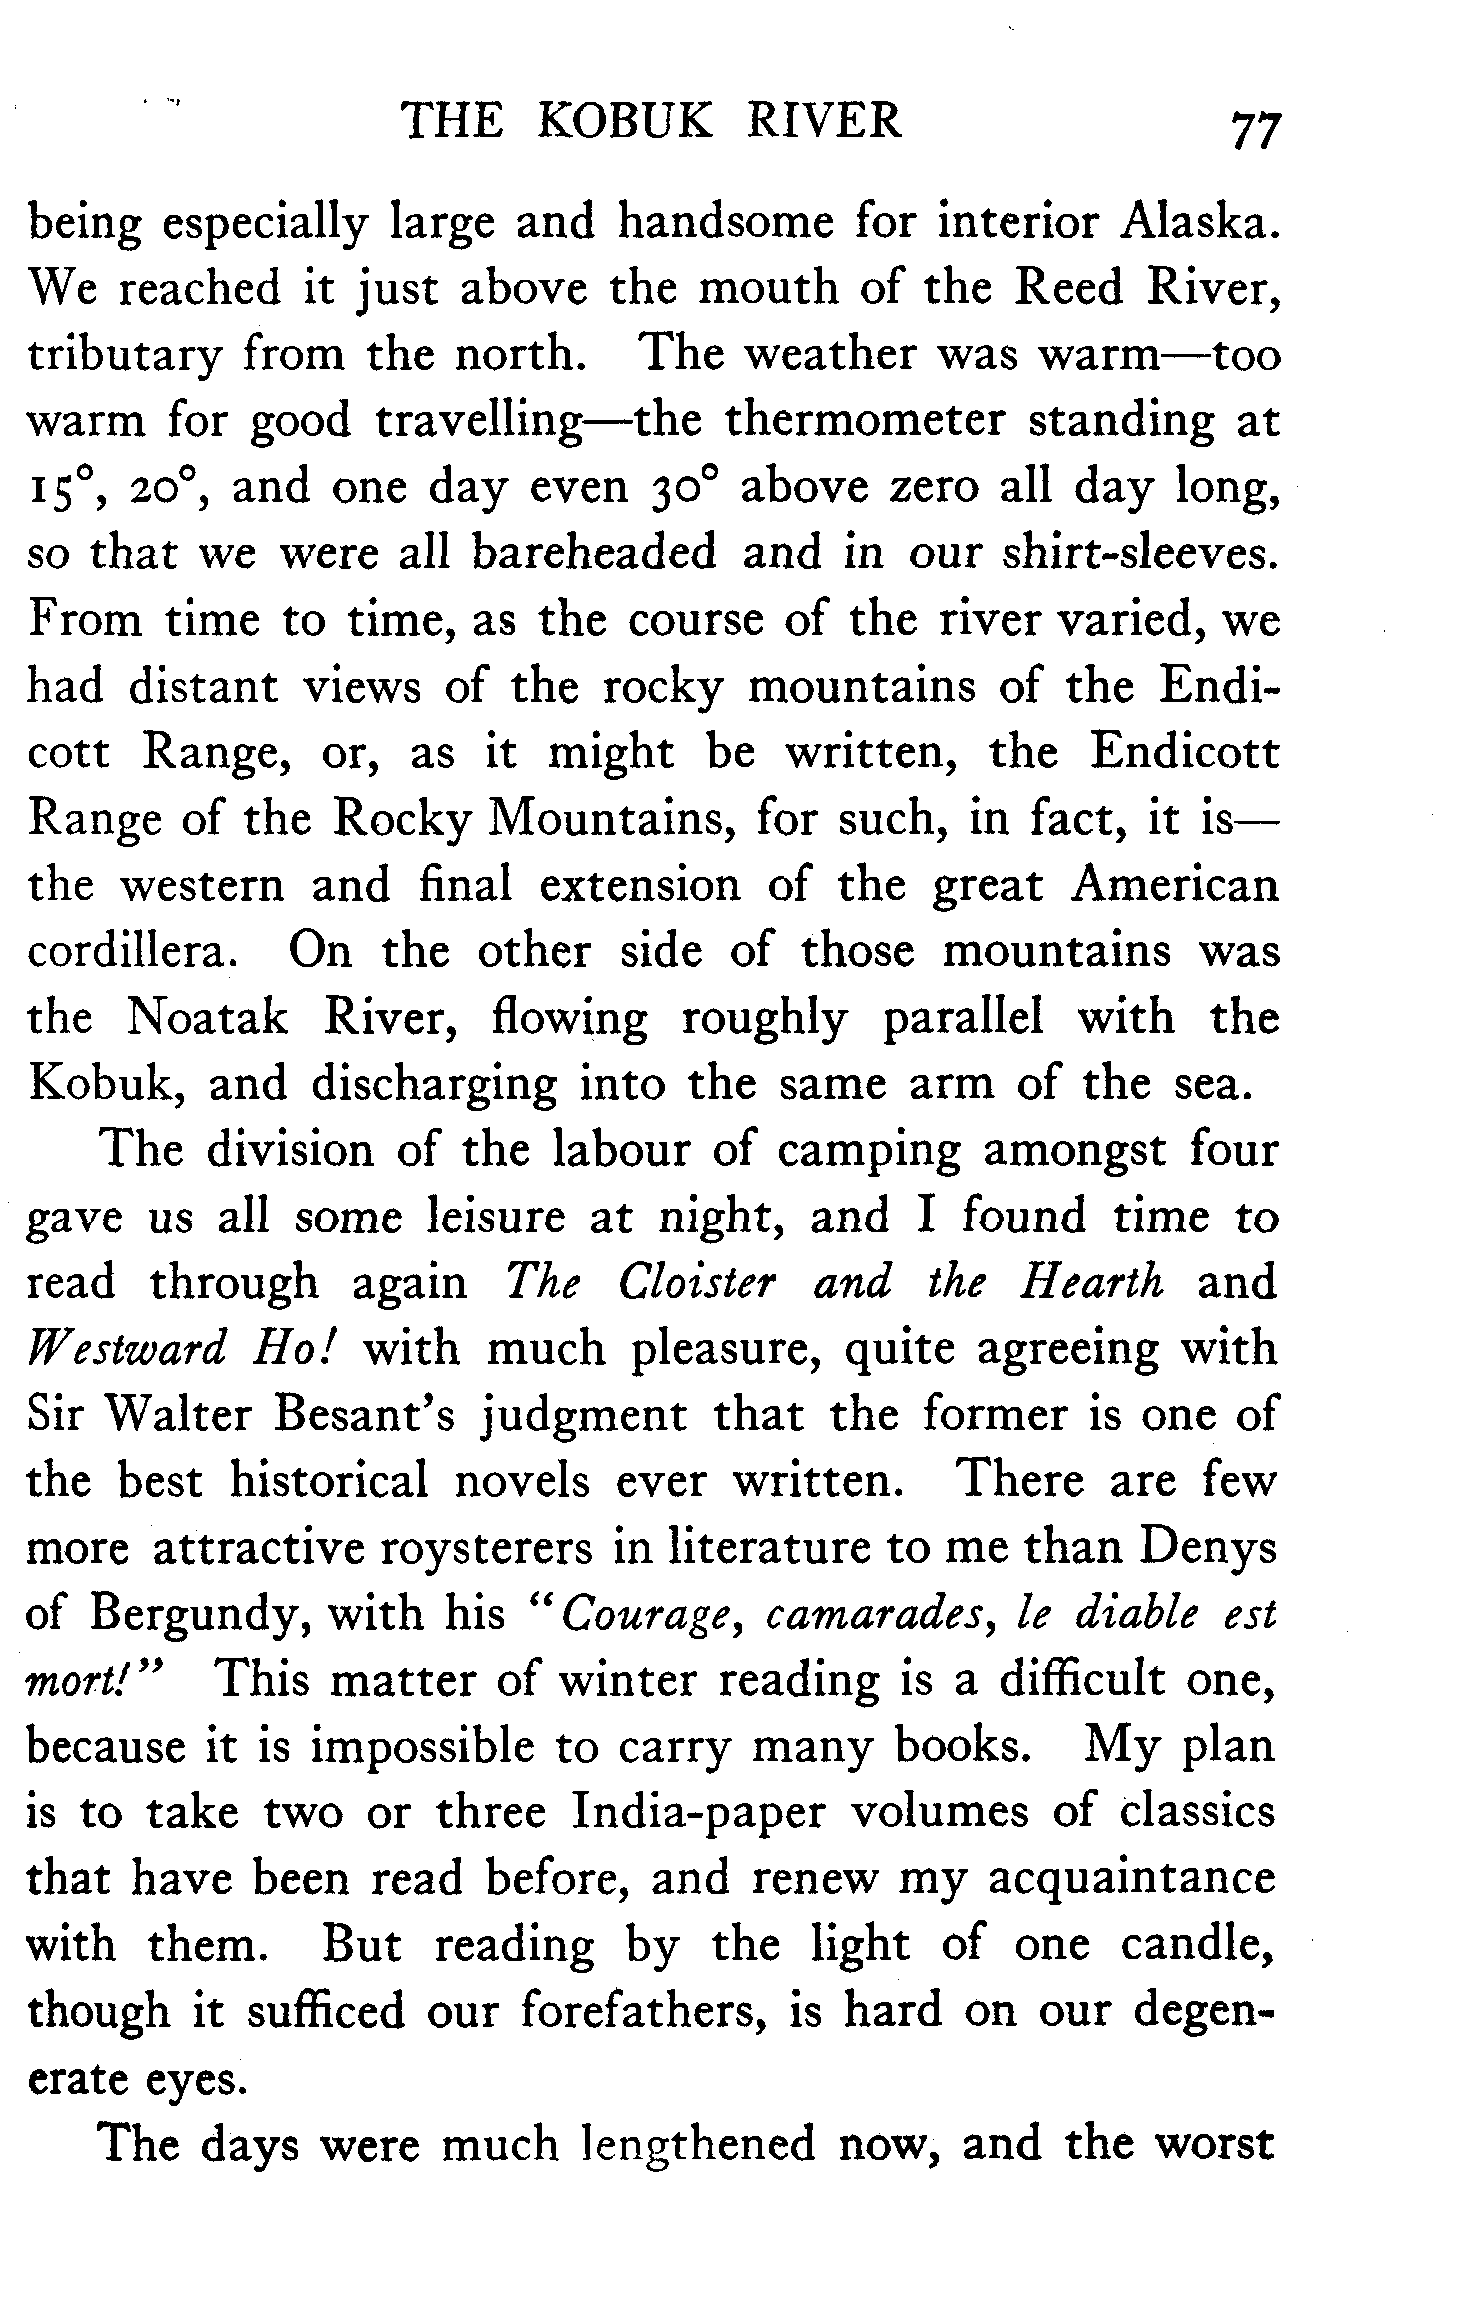 THE KOBUK RIVER 77
being especially large and handsome for interior Alaska.
We reached it just above the mouth of the Reed River,
tributary from the north. The weather was warm—too
warm for good travelling—the thermometer standing at
15°, 20°, and one day even 30° above zero all day long,
so that we were all bareheaded and in our shirt-sleeves.
From time to time, as the course of the river varied, we
had distant views of the rocky mountains of the Endi-
cott Range, or, as it might be written, the Endicott
Range of the Rocky Mountains, for such, in fact, it is—
the western and final extension of the great American
cordillera. On the other side of those mountains was
the Noatak River, flowing roughly parallel with the
Kobuk, and discharging into the same arm of the sea.
The division of the labour of camping amongst four
gave us all some leisure at night, and I found time to
read through again The Cloister and the Hearth and
Westward Ho! with much pleasure, quite agreeing with
Sir Walter Besant's judgment that the former is one of
the best historical novels ever written. There are few
more attractive roysterers in literature to me than Denys
of Bergundy, with his "Courage, camarades, le diable est
mort!" This matter of winter reading is a difficult one,
because it is impossible to carry many books. My plan
is to take two or three India-paper volumes of classics
that have been read before, and renew my acquaintance
with them. But reading by the light of one candle,
though it sufficed our forefathers, is hard on our degen-
erate eyes.
The days were much lengthened now, and the worst